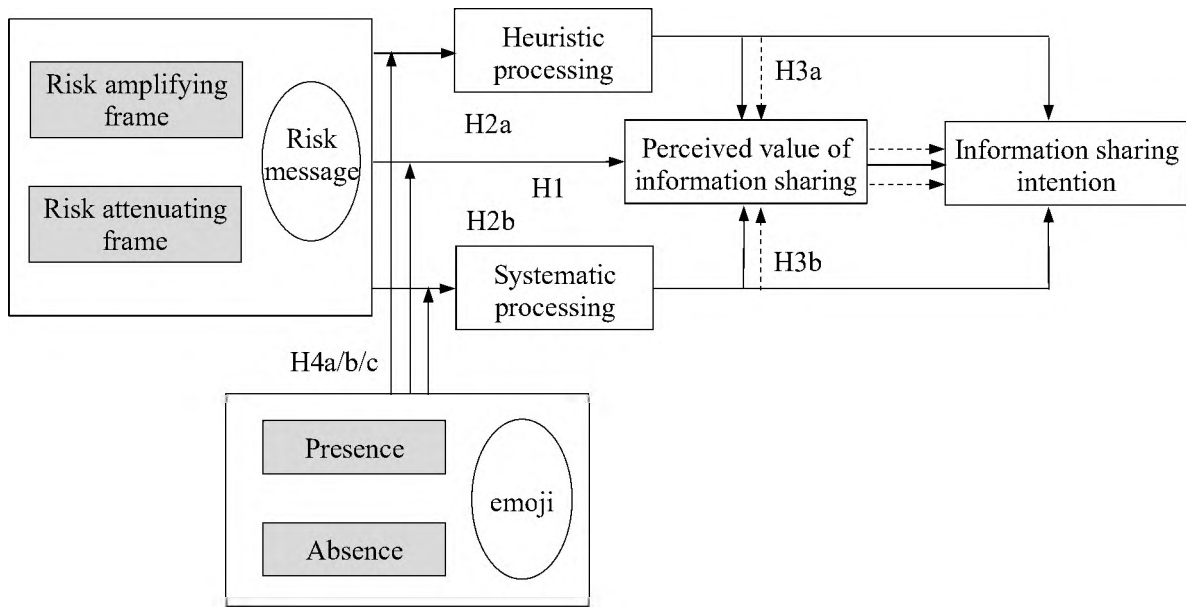 Risk amplifying
frame
Risk
message
Risk attenuating
frame
Heuristic
processing
H2a
H3a
H1
Perceived value of
information sharing
Information sharing
intention
H2b
Systematic
processing
H3b
H4a/b/c
Presence
emoji
Absence